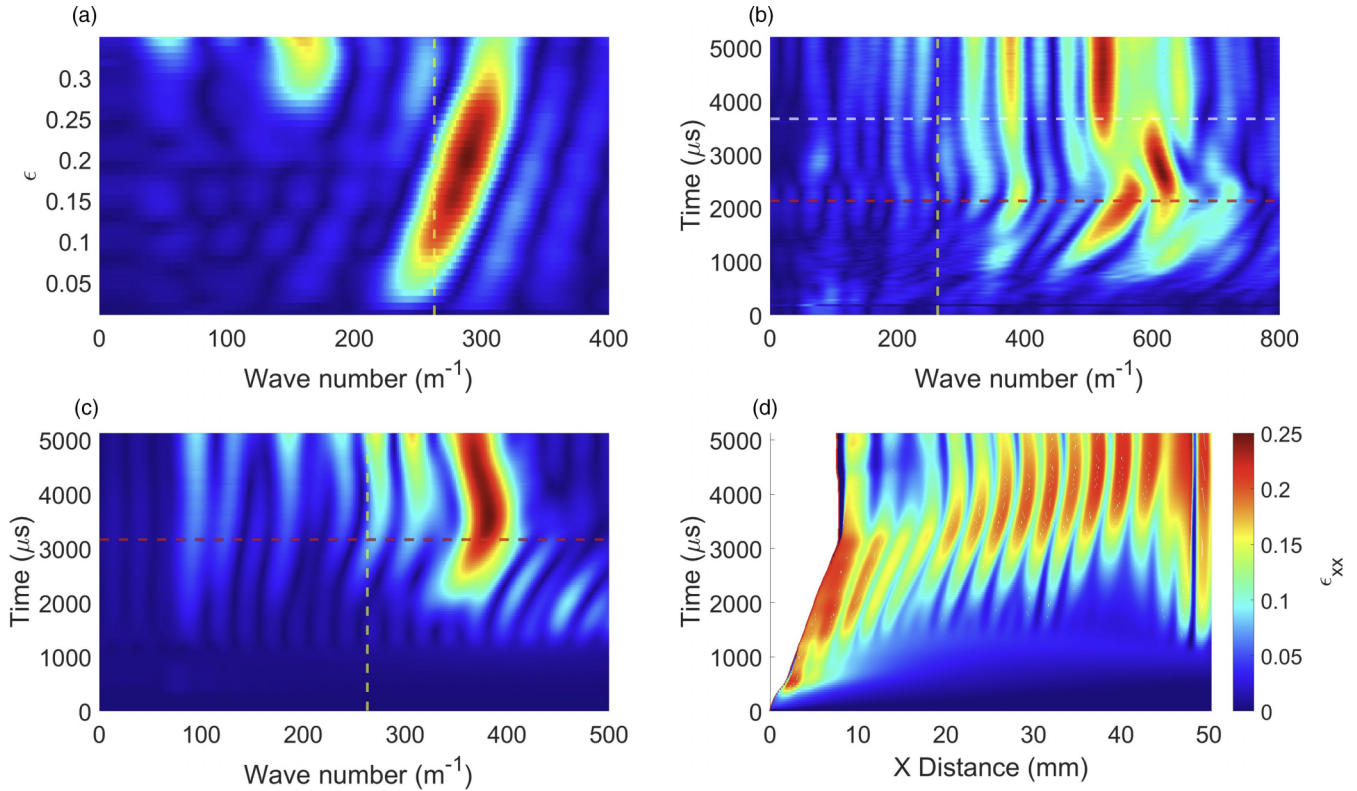 (a)
0.3
0.25
0.2
0.15
0.1
0.05
ϵ
0 100 200 300 400
Wave number (m⁻¹)
(b)
5000
4000
3000
2000
1000
0
Time (μs)
0 200 400 600 800
Wave number (m⁻¹)
(c)
5000
4000
3000
2000
1000
0
Time (μs)
0 100 200 300 400 500
Wave number (m⁻¹)
(d)
5000
4000
3000
2000
1000
0
Time (μs)
0 10 20 30 40 50
X Distance (mm)
0.25
0.2
0.15
0.1
0.05
0
ϵxx